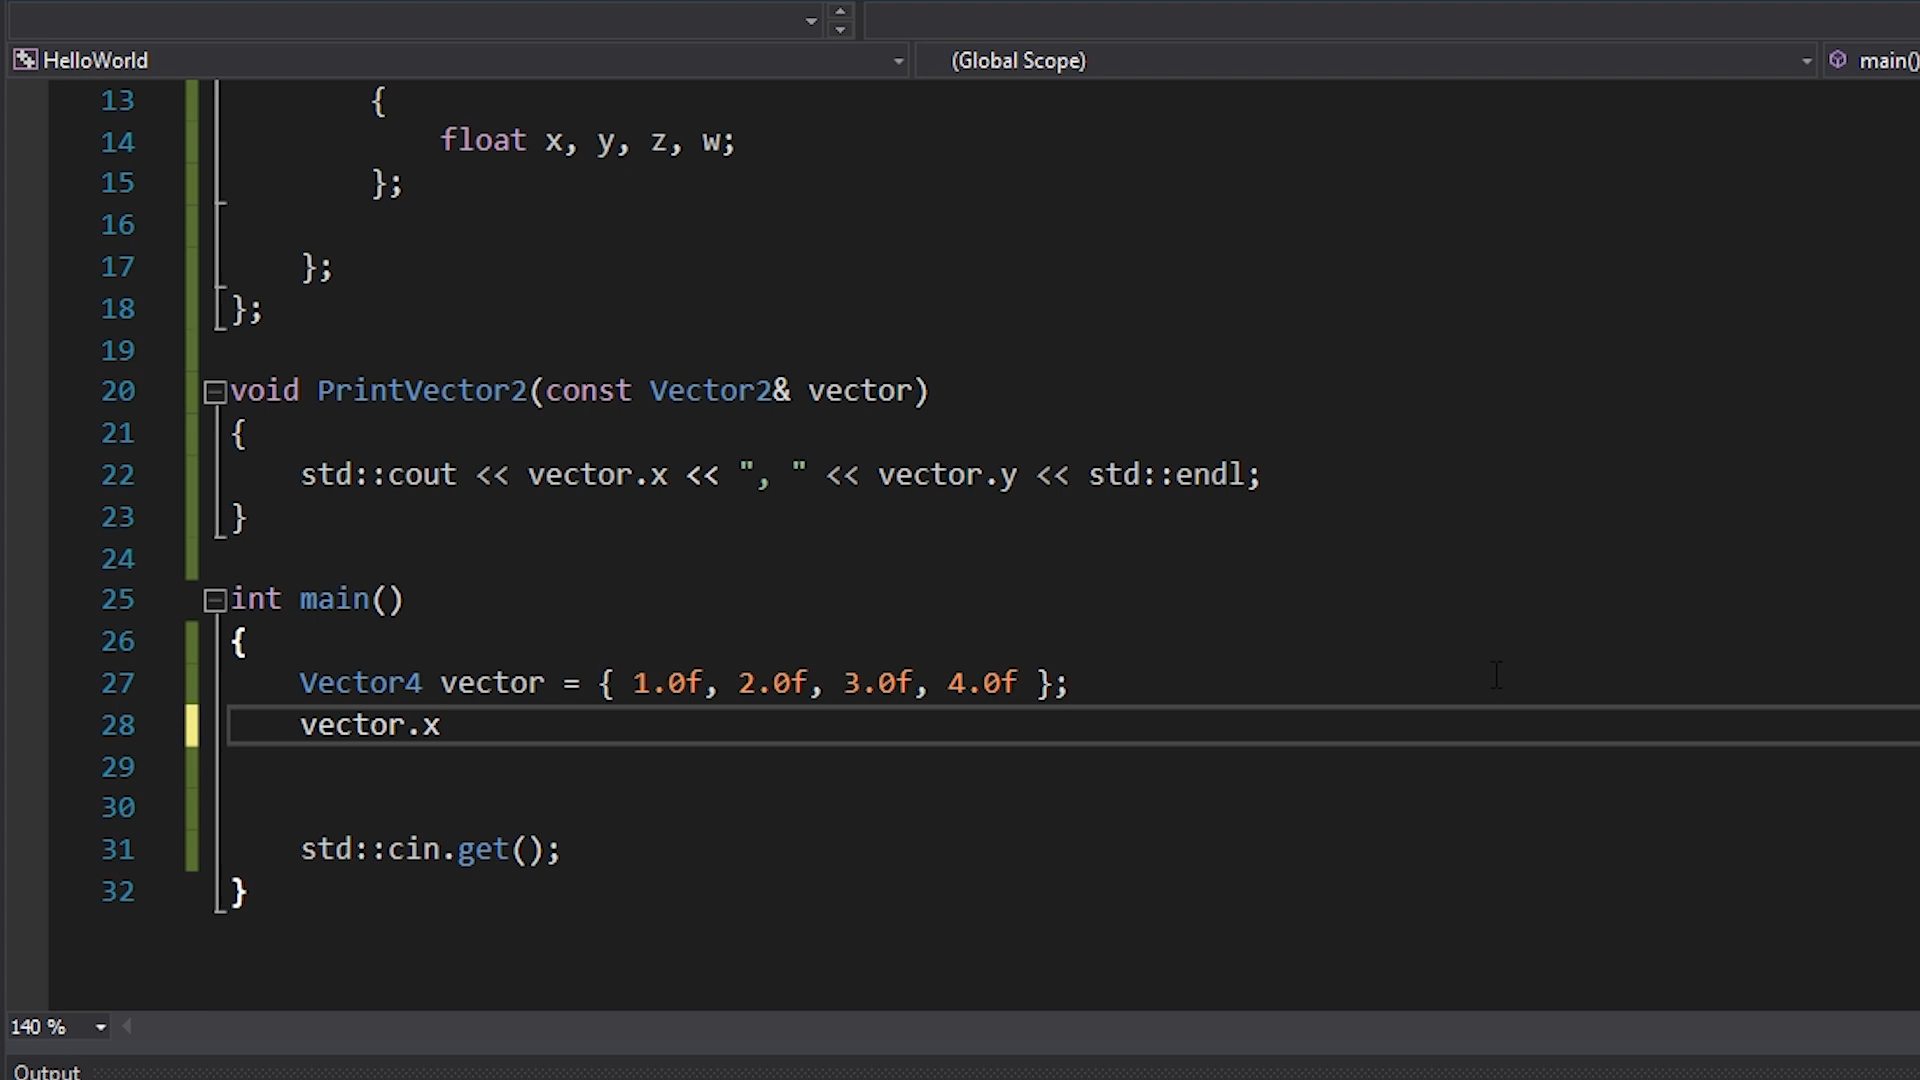 HelloWorld (Global Scope) main()
13 {
14 float x, y, z, w;
15 };
16
17 };
18 };
19
20 void PrintVector2(const Vector2& vector)
21 {
22 std::cout << vector.x << ", " << vector.y << std::endl;
23 }
24
25 int main()
26 {
27 Vector4 vector = { 1.0f, 2.0f, 3.0f, 4.0f };
28 vector.x
29
30
31 std::cin.get();
32 }
140 %
Output